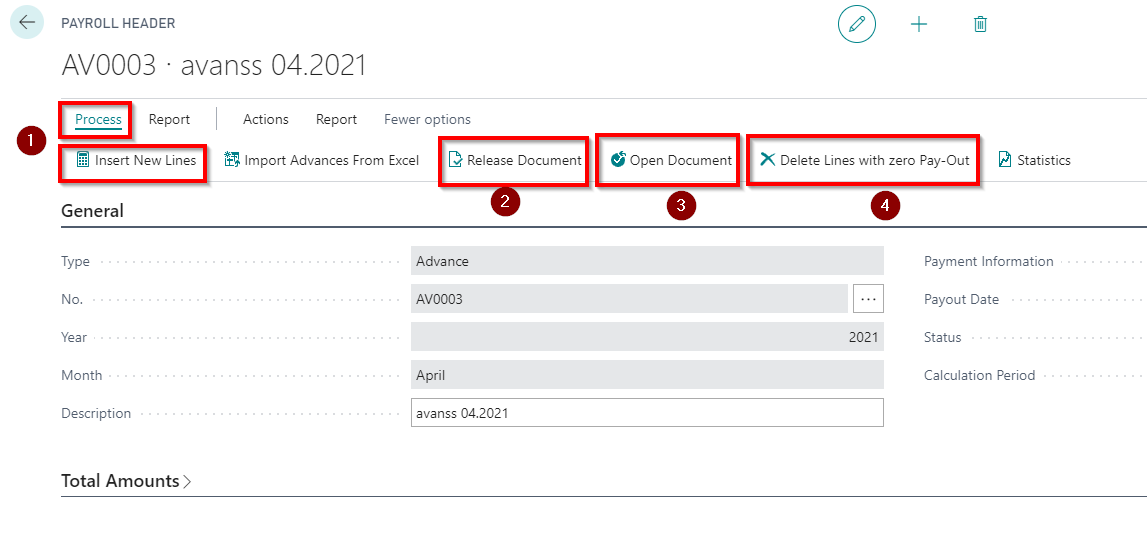 PAYROLL HEADER
AV0003 · avanss 04.2021
Process Report Actions Report Fewer options
1
Insert New Lines Import Advances From Excel Release Document Open Document Delete Lines with zero Pay-Out Statistics
2 3 4
General
Type Advance Payment Information
No. AV0003 ... Payout Date
Year 2021 Status
Month April Calculation Period
Description avanss 04.2021
Total Amounts